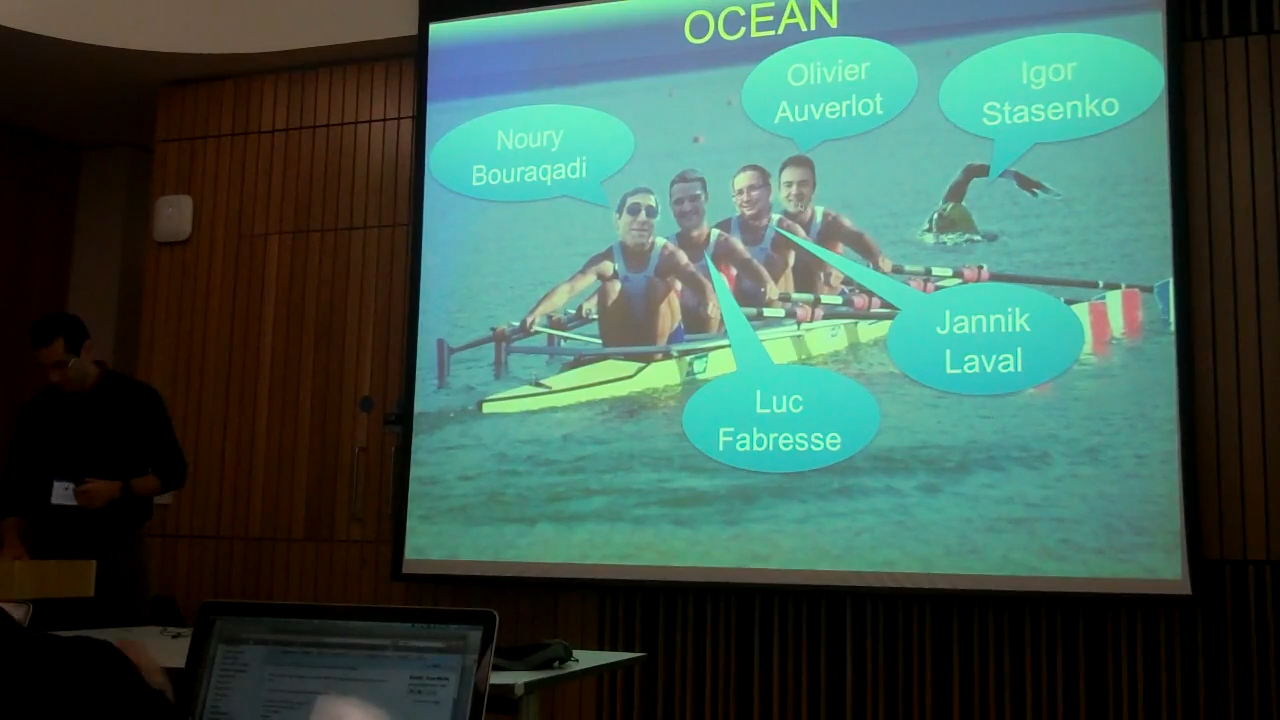 OCEAN
Olivier
Auverlot
Igor
Stasenko
Noury
Bouraqadi
Jannik
Laval
Luc
Fabresse